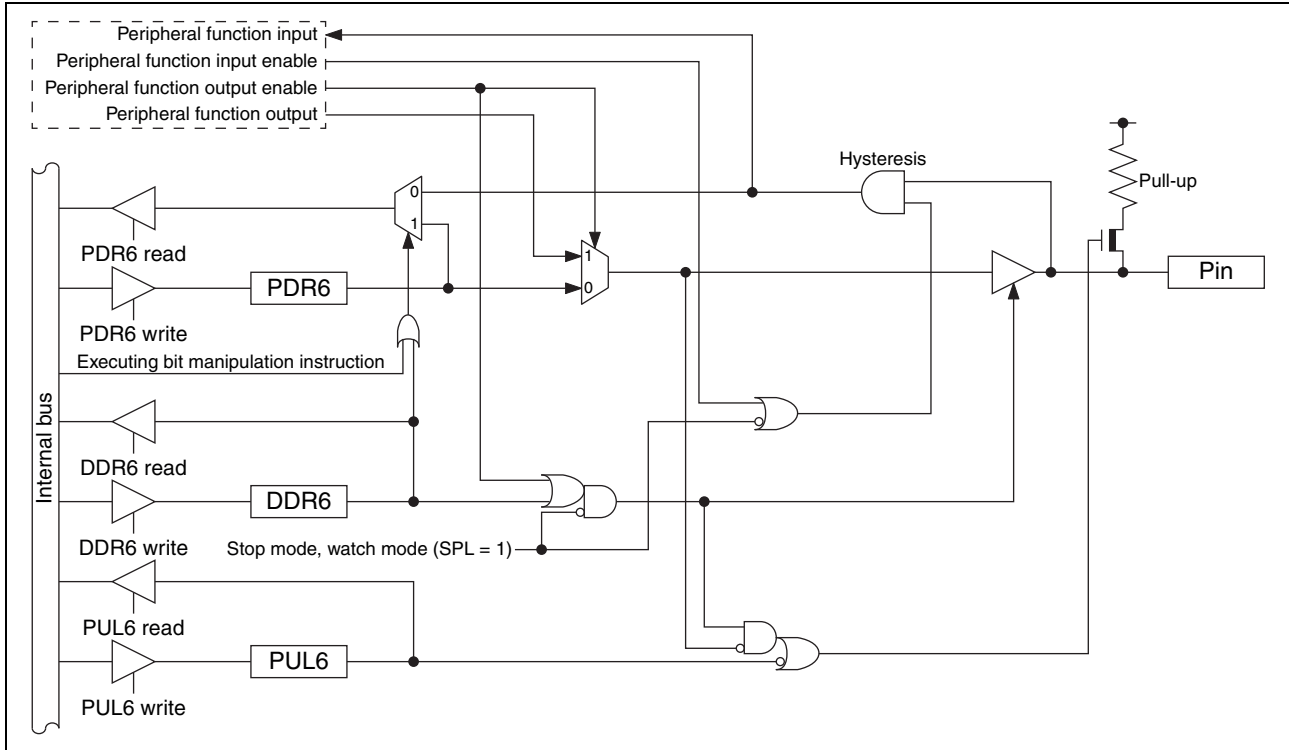 Peripheral function input
Peripheral function input enable
Peripheral function output enable
Peripheral function output
Hysteresis
Pull-up
0
1
PDR6 read
1
0
Pin
PDR6
PDR6 write
Executing bit manipulation instruction
Internal bus
DDR6 read
DDR6
DDR6 write
Stop mode, watch mode (SPL = 1)
PUL6 read
PUL6
PUL6 write